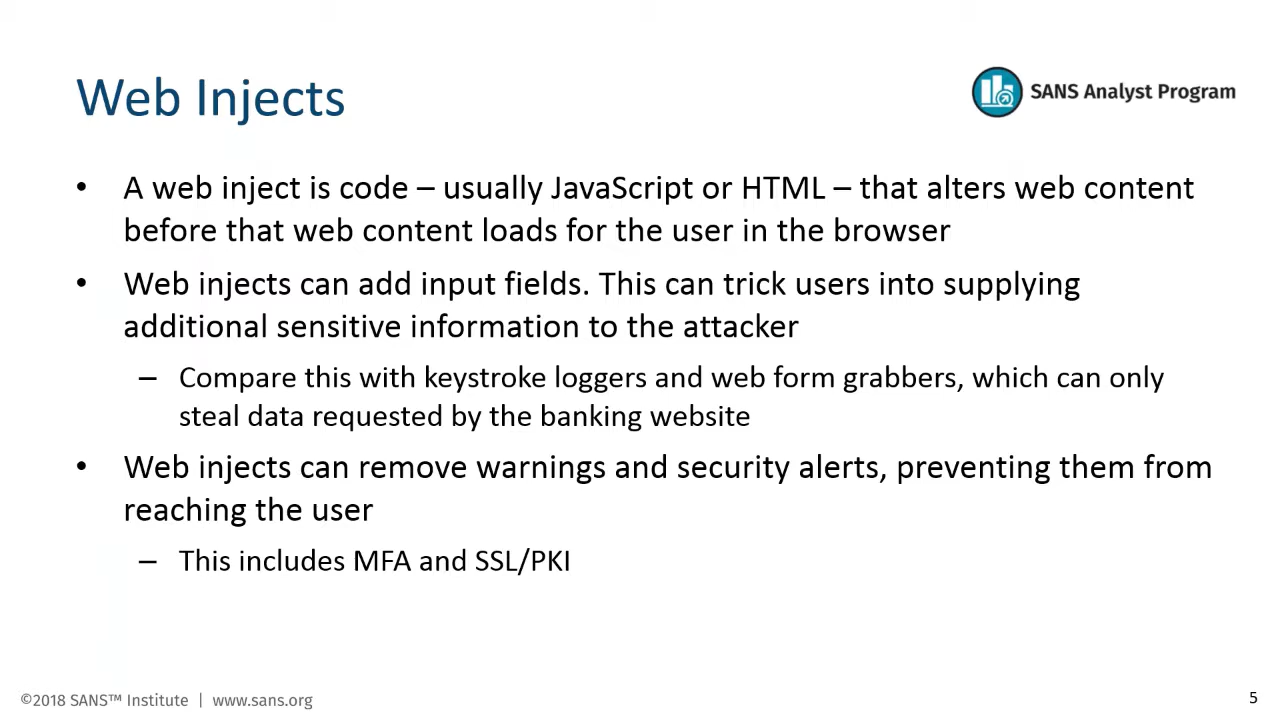 Web Injects
SANS Analyst Program
• A web inject is code – usually JavaScript or HTML – that alters web content
before that web content loads for the user in the browser
• Web injects can add input fields. This can trick users into supplying
additional sensitive information to the attacker
– Compare this with keystroke loggers and web form grabbers, which can only
steal data requested by the banking website
• Web injects can remove warnings and security alerts, preventing them from
reaching the user
– This includes MFA and SSL/PKI
©2018 SANS™ Institute | www.sans.org
5